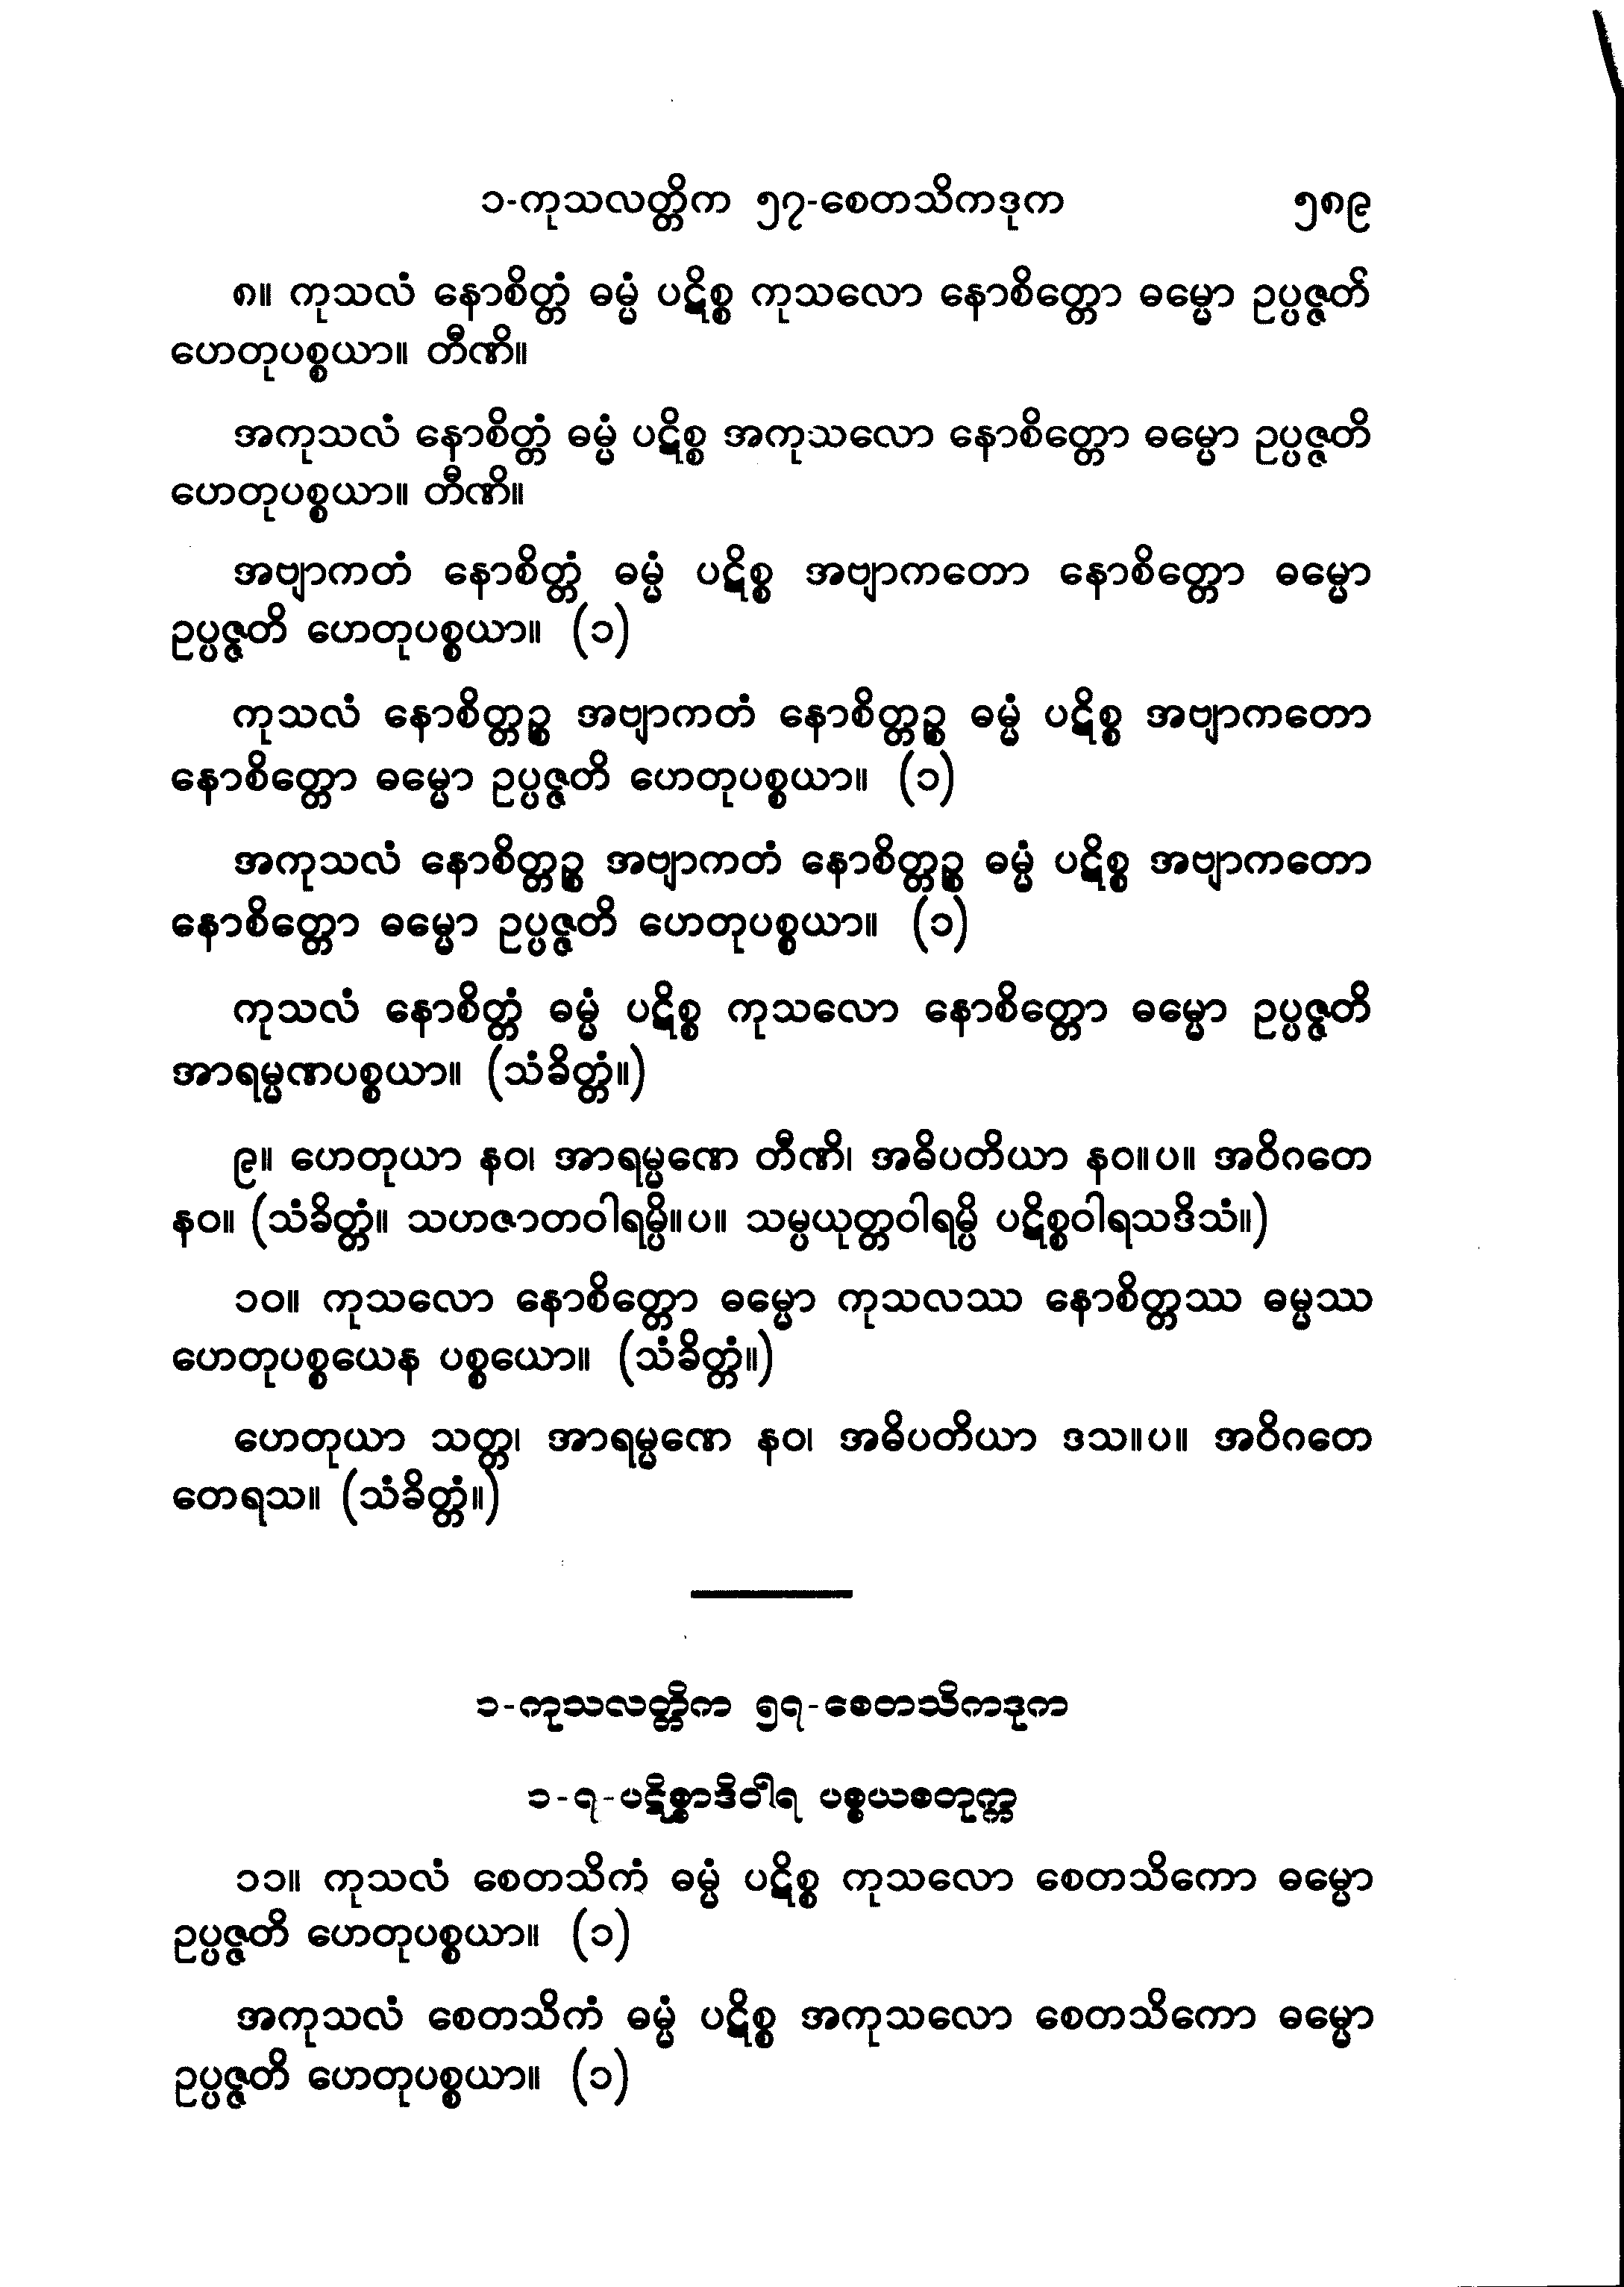 ၁-ကုသလတ္တိက ၅၇-စေတသိကဒုက ၅၈၉
၈။ ကုသလံ နောစိတ္တံ ဓမ္မံ ပဋိစ္စ ကုသလော နောစိတ္တော ဓမ္မော ဥပ္ပဇ္ဇတိ
ဟေတုပစ္စယာ။ တီဏိ။
အကုသလံ နောစိတ္တံ ဓမ္မံ ပဋိစ္စ အကုသလော နောစိတ္တော ဓမ္မော ဥပ္ပဇ္ဇတိ
ဟေတုပစ္စယာ။ တီဏိ။
အဗျာကတံ နောစိတ္တံ ဓမ္မံ ပဋိစ္စ အဗျာကတော နောစိတ္တော ဓမ္မော
ဥပ္ပဇ္ဇတိ ဟေတုပစ္စယာ။ (၁)
ကုသလံ နောစိတ္တဉ္စ အဗျာကတံ နောစိတ္တဉ္စ ဓမ္မံ ပဋိစ္စ အဗျာကတော
နောစိတ္တော ဓမ္မော ဥပ္ပဇ္ဇတိ ဟေတုပစ္စယာ။ (၁)
အကုသလံ နောစိတ္တဉ္စ အဗျာကတံ နောစိတ္တဉ္စ ဓမ္မံ ပဋိစ္စ အဗျာကတော
နောစိတ္တော ဓမ္မော ဥပ္ပဇ္ဇတိ ဟေတုပစ္စယာ။ (၁)
ကုသလံ နောစိတ္တံ ဓမ္မံ ပဋိစ္စ ကုသလော နောစိတ္တော ဓမ္မော ဥပ္ပဇ္ဇတိ
အာရမ္မဏပစ္စယာ။ (သံခိတ္တံ။)
၉။ ဟေတုယာ နဝ၊ အာရမ္မဏေ တီဏိ၊ အဓိပတိယာ နဝ။ပ။ အဝိဂတေ
နဝ။ (သံခိတ္တံ။ သဟဇာတဝါရမ္ပိ။ပ။ သမ္ပယုတ္တဝါရမ္ပိ ပဋိစ္စဝါရသဒိသံ။)
၁၀။ ကုသလော နောစိတ္တော ဓမ္မော ကုသလဿ နောစိတ္တဿ ဓမ္မဿ
ဟေတုပစ္စယေန ပစ္စယော။ (သံခိတ္တံ။)
ဟေတုယာ သတ္တ၊ အာရမ္မဏေ နဝ၊ အဓိပတိယာ ဒသ။ပ။ အဝိဂတေ
တေရသ။ (သံခိတ္တံ။)
၁-ကုသလတ္တိက ၅၇-စေတသိကဒုက
၁-၇-ပဋိစ္စာဒိဝါရ ပစ္စယစတုက္က
၁၁။ ကုသလံ စေတသိကံ ဓမ္မံ ပဋိစ္စ ကုသလော စေတသိကော ဓမ္မော
ဥပ္ပဇ္ဇတိ ဟေတုပစ္စယာ။ (၁)
အကုသလံ စေတသိကံ ဓမ္မံ ပဋိစ္စ အကုသလော စေတသိကော ဓမ္မော
ဥပ္ပဇ္ဇတိ ဟေတုပစ္စယာ။ (၁)